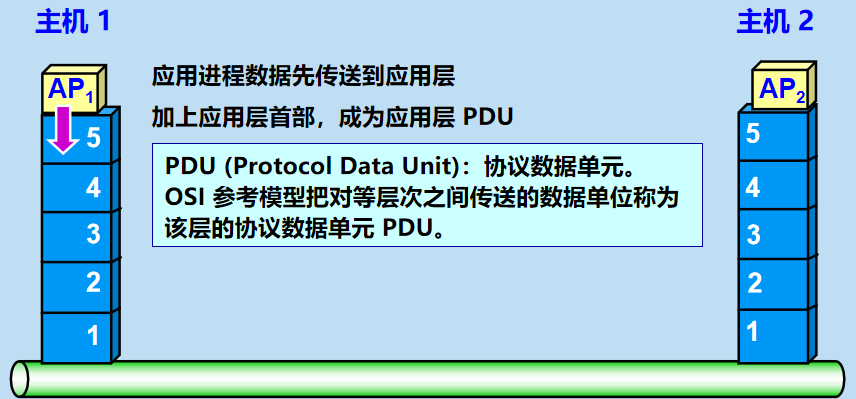 主机 1
主机 2
AP1
AP2
应用进程数据先传送到应用层
加上应用层首部，成为应用层 PDU
PDU (Protocol Data Unit)：协议数据单元。
OSI 参考模型把对等层次之间传送的数据单位称为
该层的协议数据单元 PDU。
5
4
3
2
1
5
4
3
2
1